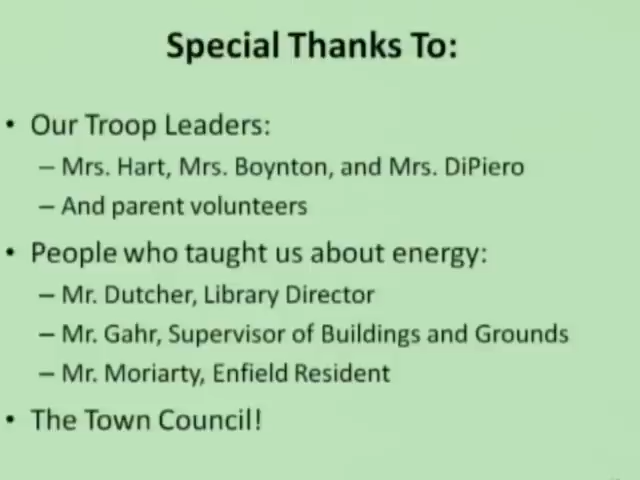 Special Thanks To:
• Our Troop Leaders:
– Mrs. Hart, Mrs. Boynton, and Mrs. DiPiero
– And parent volunteers
• People who taught us about energy:
– Mr. Dutcher, Library Director
– Mr. Gahr, Supervisor of Buildings and Grounds
– Mr. Moriarty, Enfield Resident
• The Town Council!